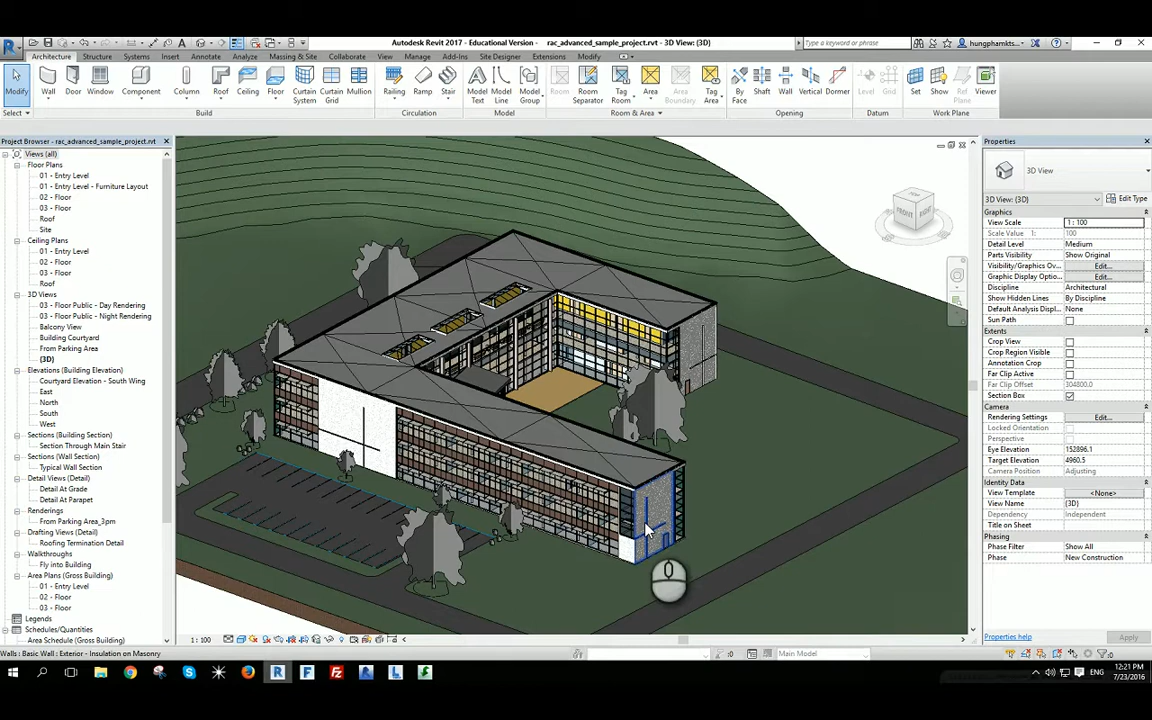 Autodesk Revit 2017 - Educational Version - rac_advanced_sample_project.rvt - 3D View: {3D}
Type a keyword or phrase
hungphamkts...
Architecture Structure Systems Insert Annotate Analyze Massing & Site Collaborate View Manage Add-Ins Site Designer Extensions Modify
Modify Wall Door Window Component Column Roof Ceiling Floor Curtain System Curtain Grid Mullion Railing Ramp Stair Model Text Model Line Model Group Room Room Separator Tag Room Area Area Boundary Tag Area By Face Shaft Wall Vertical Dormer Level Grid Set Show Ref Plane Viewer
Select Build Circulation Model Room & Area Opening Datum Work Plane
Project Browser - rac_advanced_sample_project.rvt
Views (all)
Floor Plans
01 - Entry Level
01 - Entry Level - Furniture Layout
02 - Floor
03 - Floor
Roof
Site
Ceiling Plans
01 - Entry Level
02 - Floor
03 - Floor
Roof
3D Views
03 - Floor Public - Day Rendering
03 - Floor Public - Night Rendering
Balcony View
Building Courtyard
From Parking Area
{3D}
Elevations (Building Elevation)
Courtyard Elevation - South Wing
East
North
South
West
Sections (Building Section)
Section Through Main Stair
Sections (Wall Section)
Typical Wall Section
Detail Views (Detail)
Detail At Grade
Detail At Parapet
Renderings
From Parking Area_3pm
Drafting Views (Detail)
Roofing Termination Detail
Walkthroughs
Fly into Building
Area Plans (Gross Building)
01 - Entry Level
02 - Floor
03 - Floor
Legends
Schedules/Quantities
Area Schedule (Gross Building)
TOP
FRONT
RIGHT
Properties
3D View
3D View: {3D} Edit Type
Graphics
View Scale 1 : 100
Scale Value 1: 100
Detail Level Medium
Parts Visibility Show Original
Visibility/Graphics Ov... Edit...
Graphic Display Optio... Edit...
Discipline Architectural
Show Hidden Lines By Discipline
Default Analysis Displ... None
Sun Path
Extents
Crop View
Crop Region Visible
Annotation Crop
Far Clip Active
Far Clip Offset 304800.0
Section Box
Camera
Rendering Settings Edit...
Locked Orientation
Perspective
Eye Elevation 152896.1
Target Elevation 4960.5
Camera Position Adjusting
Identity Data
View Template <None>
View Name {3D}
Dependency Independent
Title on Sheet
Phasing
Phase Filter Show All
Phase New Construction
Properties help Apply
1 : 100
Walls : Basic Wall : Exterior - Insulation on Masonry
:0 Main Model :0
ENG
12:21 PM
7/23/2016